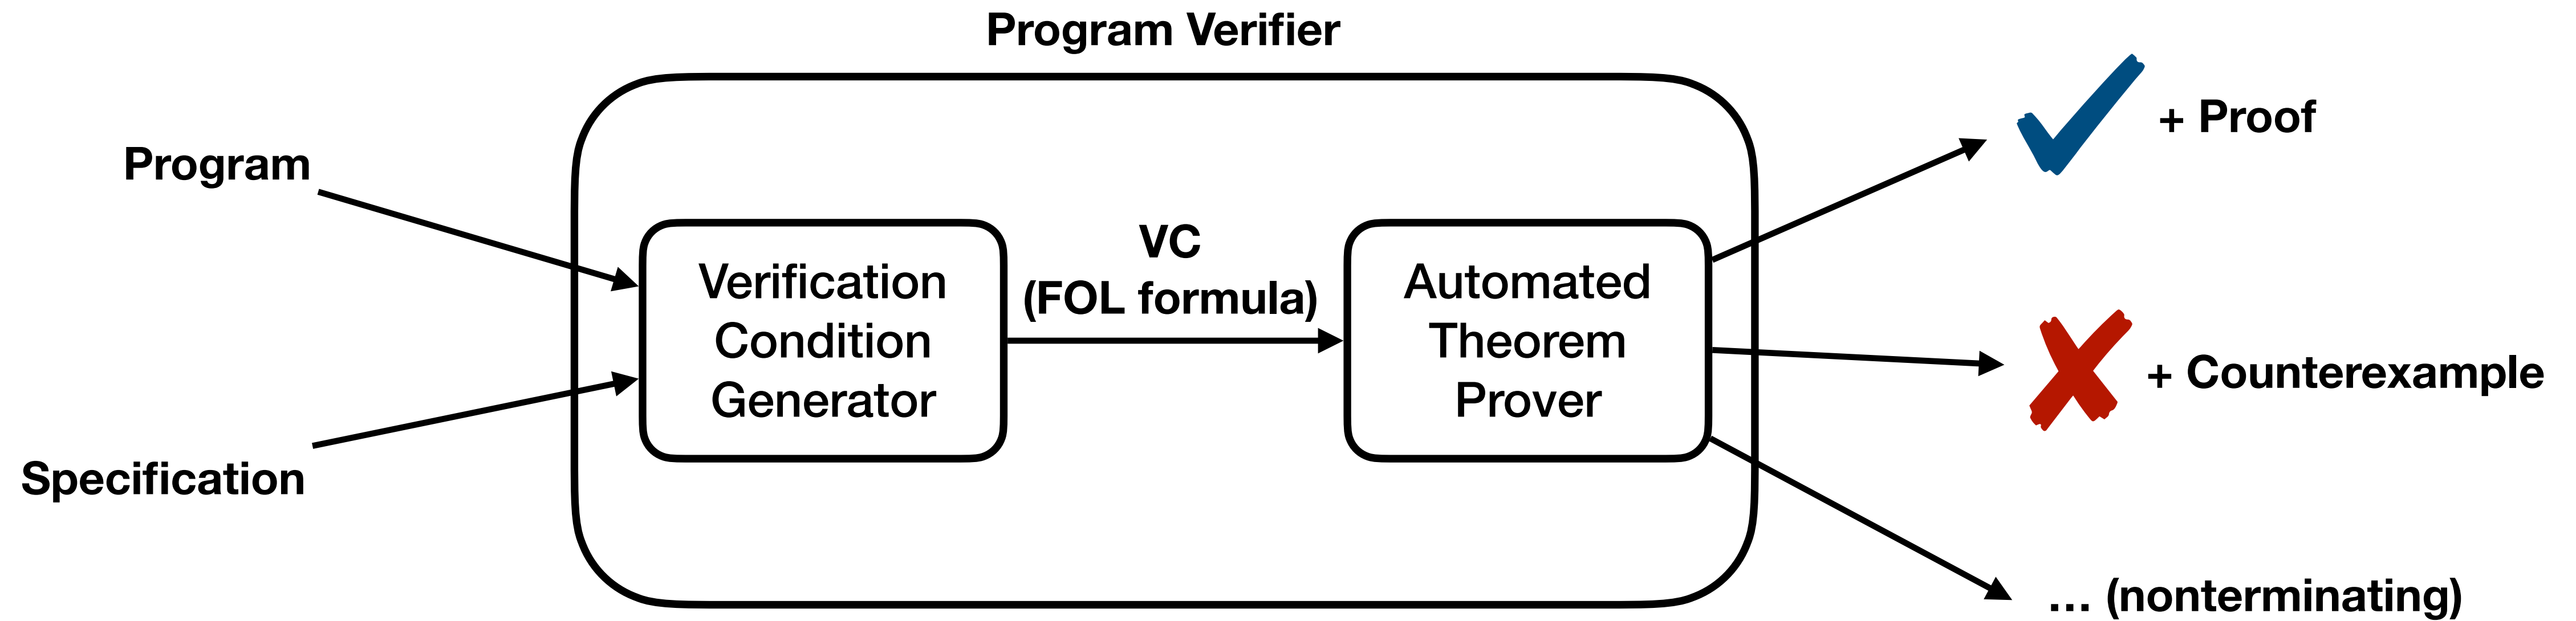 Program Verifier
Program
Specification
Verification
Condition
Generator
VC
(FOL formula)
Automated
Theorem
Prover
+ Proof
+ Counterexample
... (nonterminating)